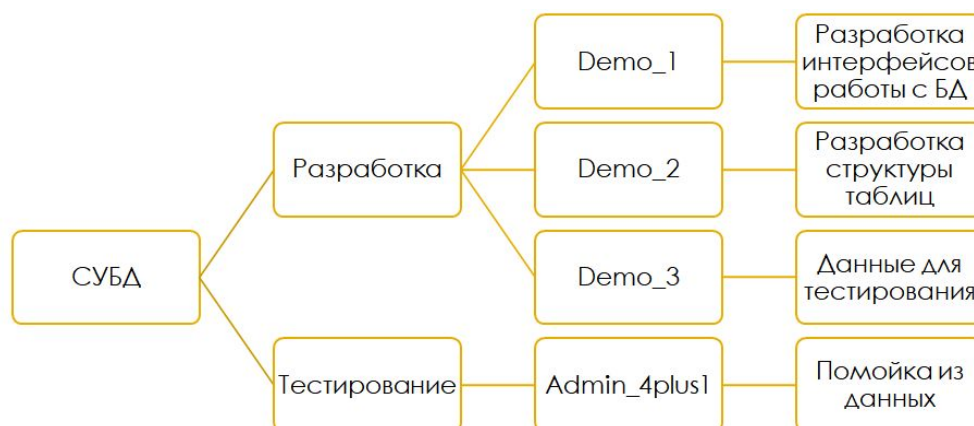 СУБД
Разработка
Тестирование
Demo_1
Demo_2
Demo_3
Admin_4plus1
Разработка
интерфейсов
работы с БД
Разработка
структуры
таблиц
Данные для
тестирования
Помойка из
данных